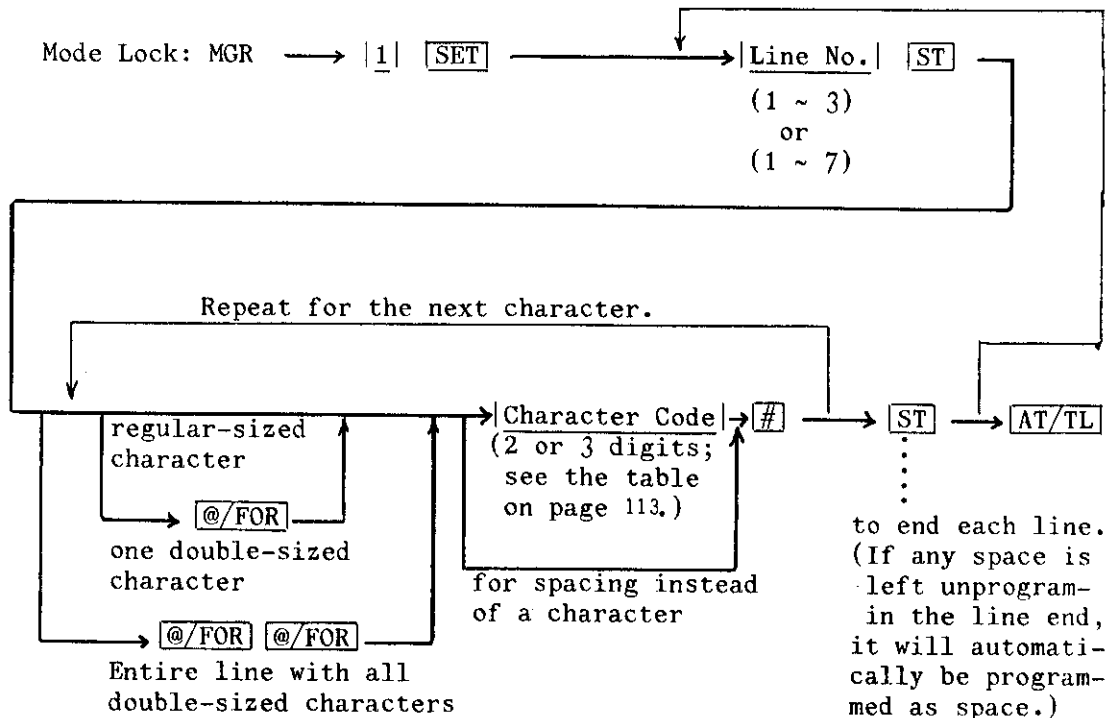 Mode Lock: MGR → |1| [SET] → |Line No.| [ST]
(1 ~ 3)
or
(1 ~ 7)
Repeat for the next character.
regular-sized
character
@/FOR
one double-sized
character
@/FOR @/FOR
Entire line with all
double-sized characters
|Character Code| → #
(2 or 3 digits;
see the table
on page 113.)
for spacing instead
of a character
ST → AT/TL
to end each line.
(If any space is
left unprogram-
in the line end,
it will automati-
cally be program-
med as space.)